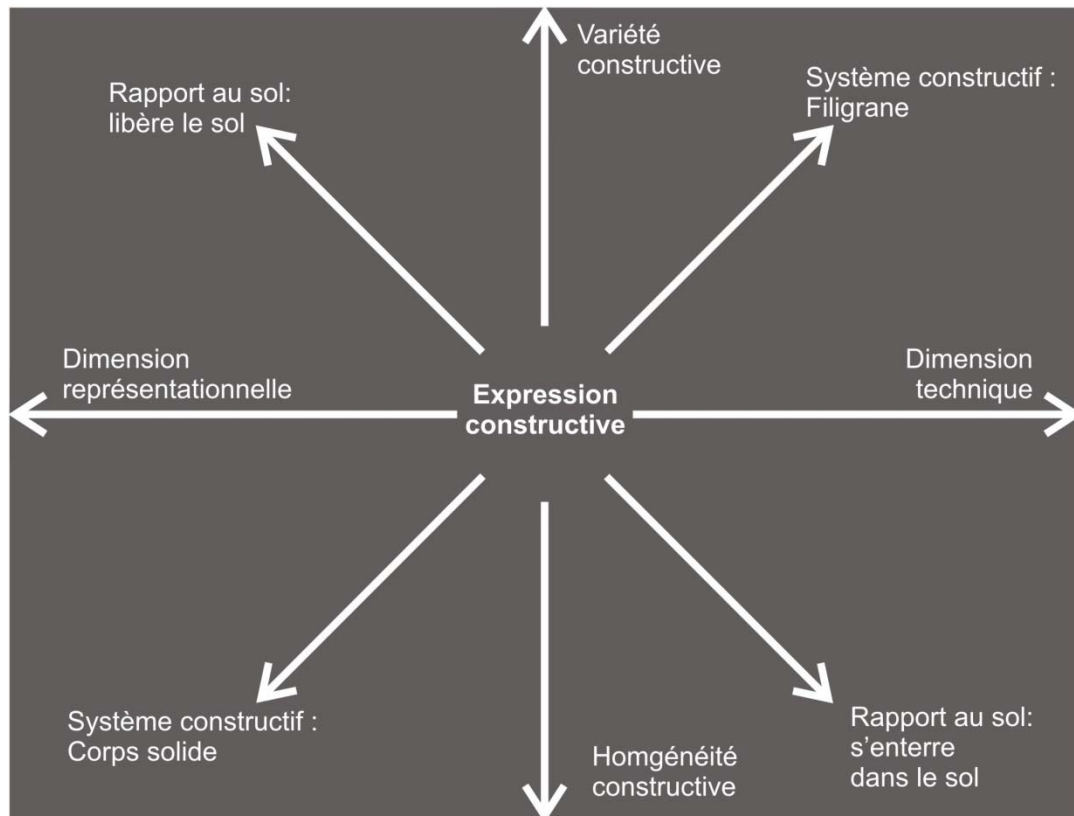 Variété
constructive
Système constructif :
Filigrane
Rapport au sol:
libère le sol
Dimension
représentationnelle
Dimension
technique
Expression
constructive
Système constructif :
Corps solide
Homgénéité
constructive
Rapport au sol:
s'enterre
dans le sol